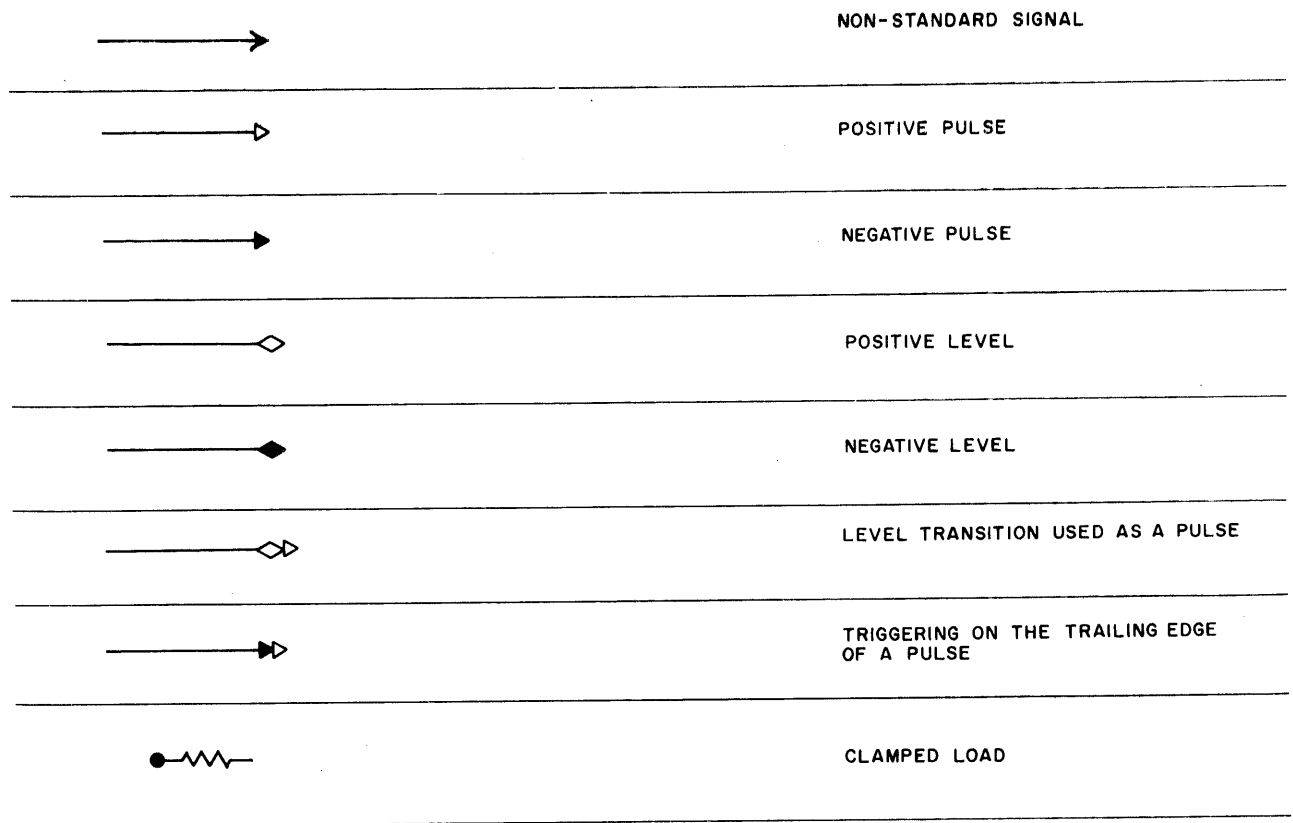 NON-STANDARD SIGNAL
POSITIVE PULSE
NEGATIVE PULSE
POSITIVE LEVEL
NEGATIVE LEVEL
LEVEL TRANSITION USED AS A PULSE
TRIGGERING ON THE TRAILING EDGE
OF A PULSE
CLAMPED LOAD